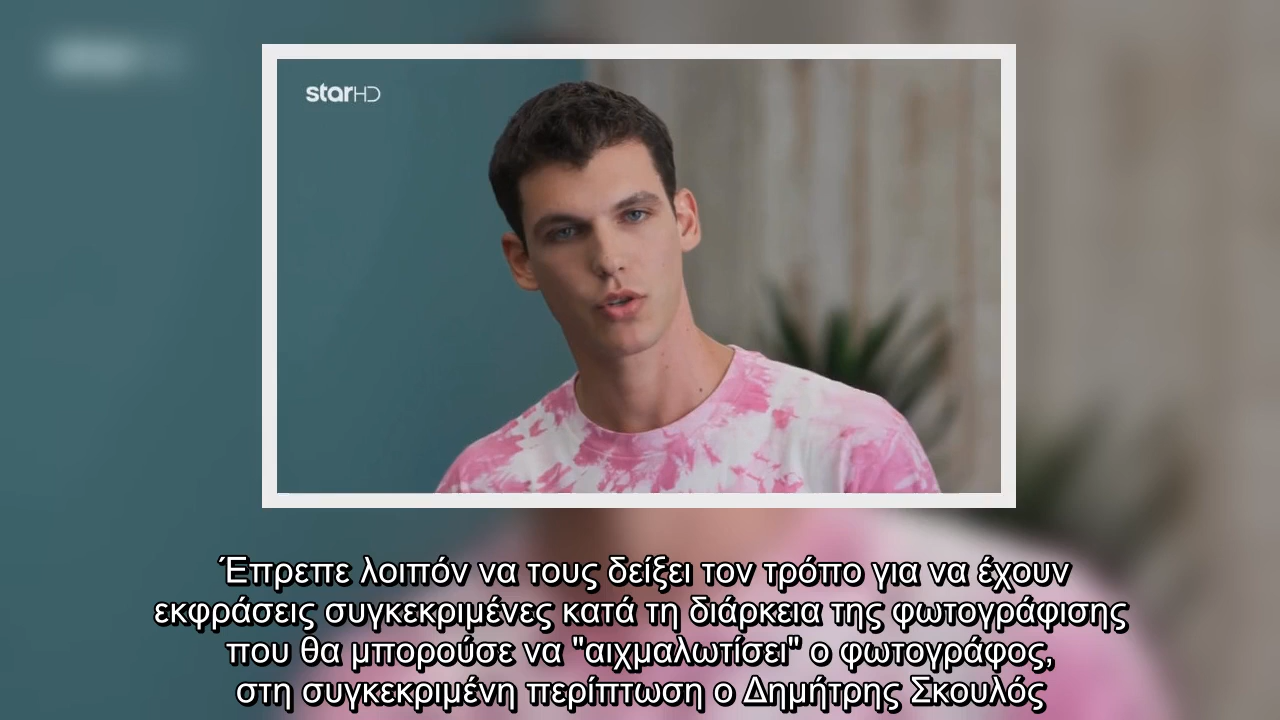 starHD
Έπρεπε λοιπόν να τους δείξει τον τρόπο για να έχουν
εκφράσεις συγκεκριμένες κατά τη διάρκεια της φωτογράφισης
που θα μπορούσε να "αιχμαλωτίσει" ο φωτογράφος,
στη συγκεκριμένη περίπτωση ο Δημήτρης Σκουλός